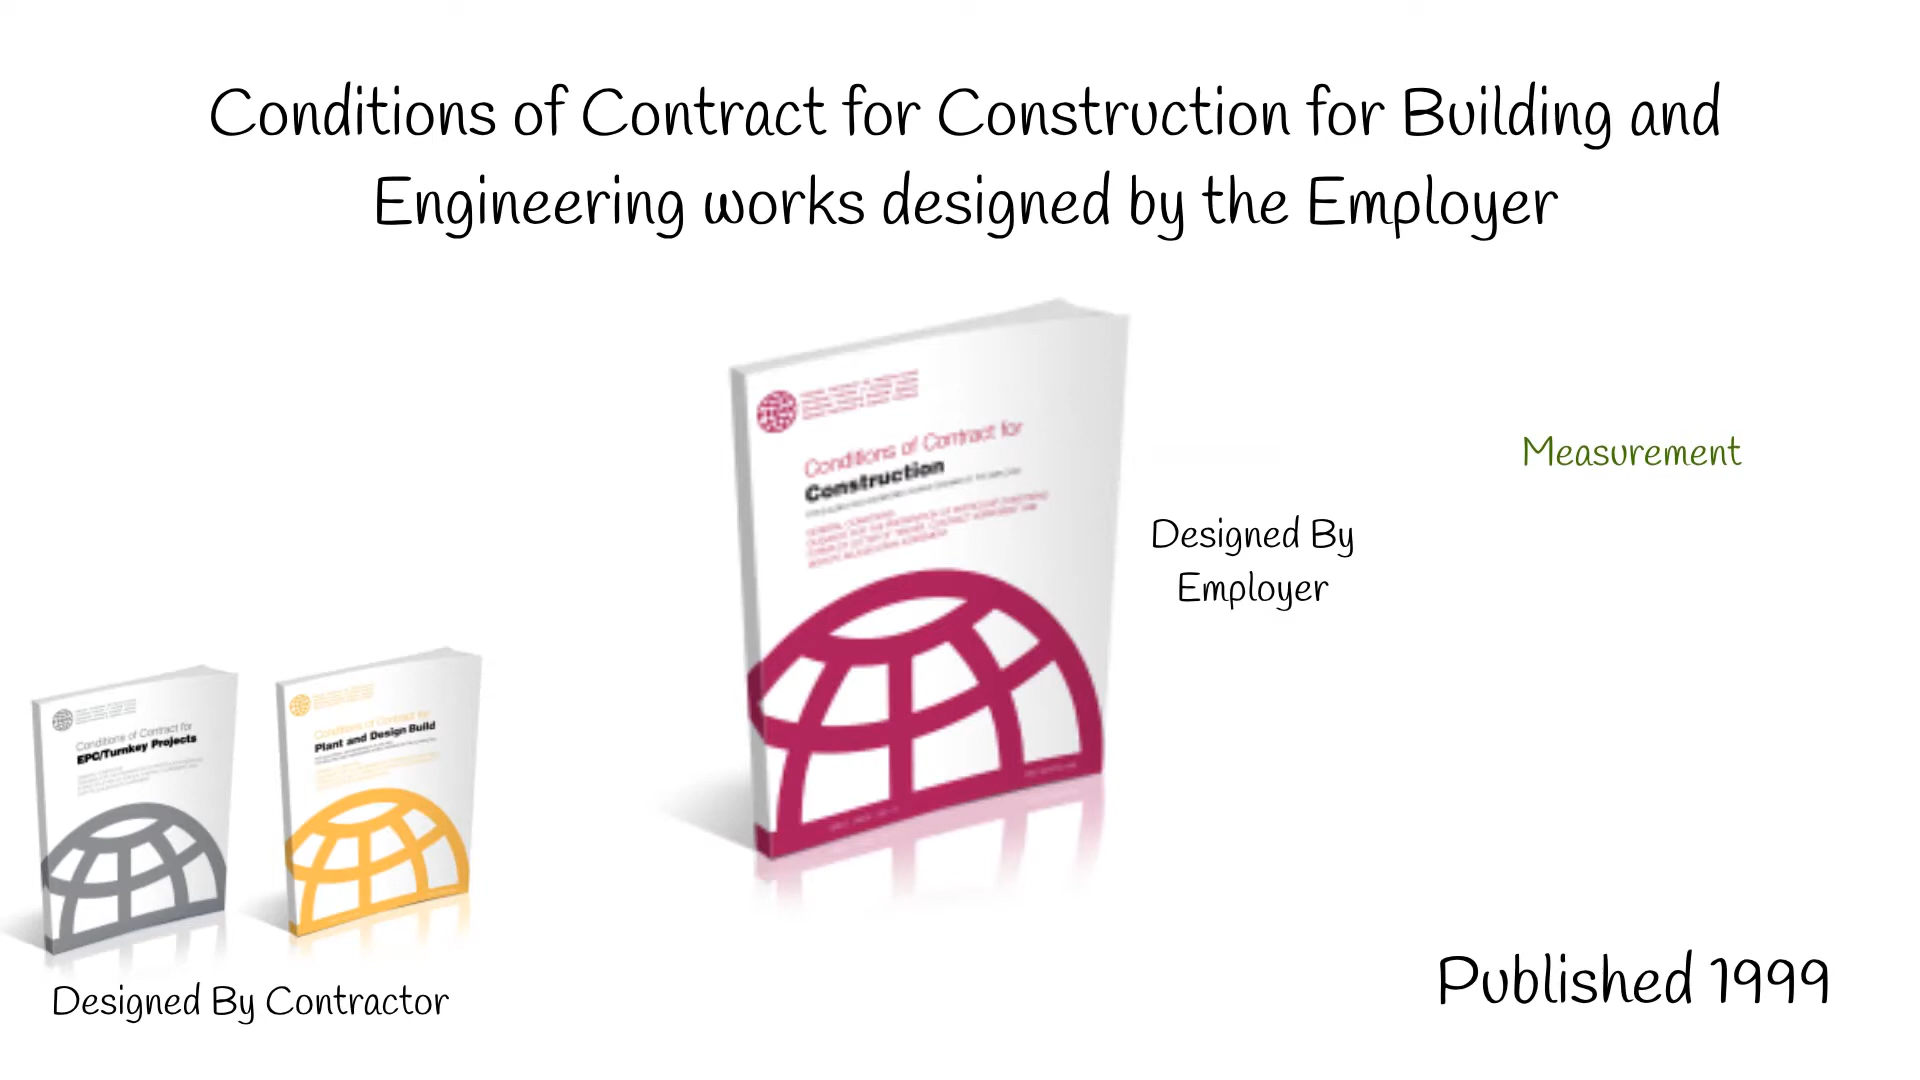 Conditions of Contract for Construction for Building and
Engineering works designed by the Employer
Conditions of Contract for
Construction
Measurement
Designed By
Employer
Conditions of Contract for
EPC/Turnkey Projects
Conditions of Contract for
Plant and Design Build
Designed By Contractor
Published 1999